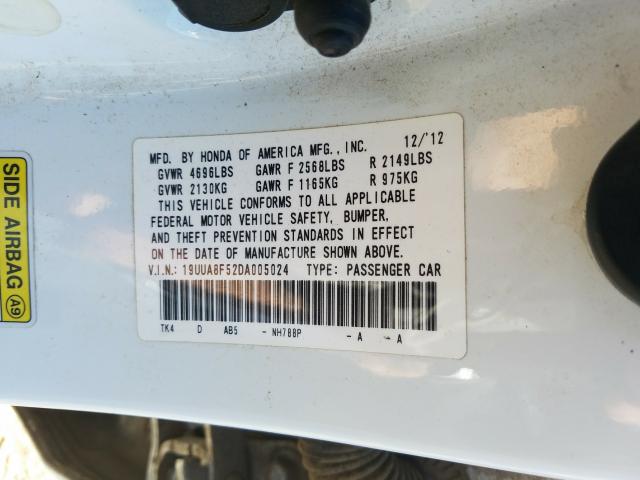 MFD. BY HONDA OF AMERICA MFG., INC. 12/'12
GVWR 4696LBS GAWR F 2568LBS R 2149LBS
GVWR 2130KG GAWR F 1165KG R 975KG
THIS VEHICLE CONFORMS TO ALL APPLICABLE
FEDERAL MOTOR VEHICLE SAFETY, BUMPER,
AND THEFT PREVENTION STANDARDS IN EFFECT
ON THE DATE OF MANUFACTURE SHOWN ABOVE.
V.I.N.: 19UUA8F52DA005024 TYPE: PASSENGER CAR
TK4 D AB5 - NH788P - A - A
SIDE AIRBAG A9